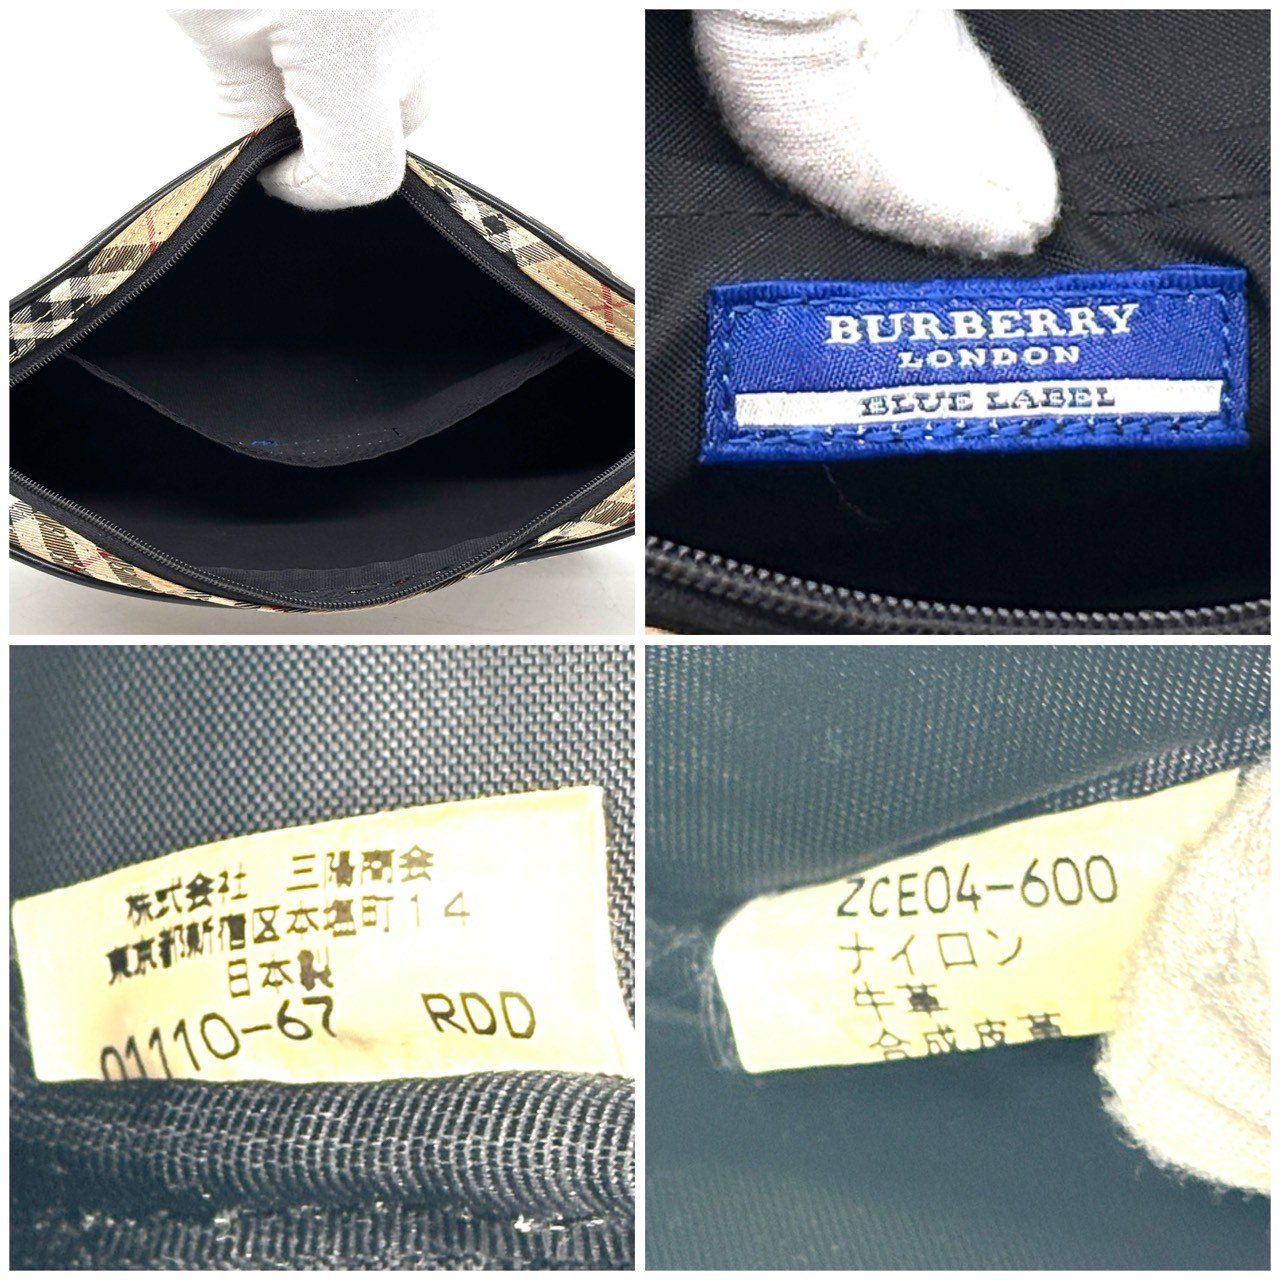 BURBERRY
LONDON
BLUE LABEL
株式会社 三陽商会
東京都新宿区本塩町14
日本製
01110-67 RDD
ZCE04-600
ナイロン
牛革
合成皮革